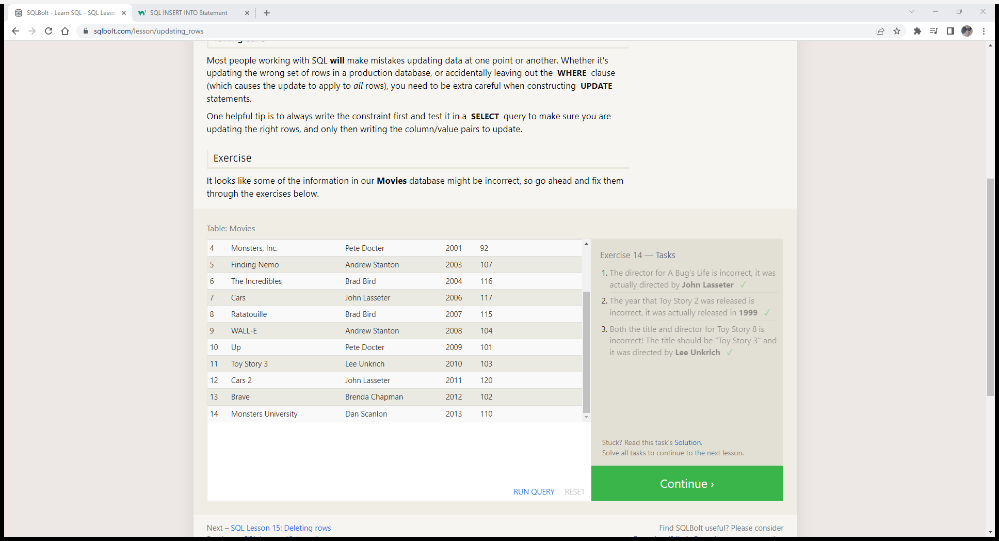 SQLBolt - Learn SQL - SQL Lesso
SQL INSERT INTO Statement
sqlbolt.com/lesson/updating_rows
Most people working with SQL will make mistakes updating data at one point or another. Whether it's
updating the wrong set of rows in a production database, or accidentally leaving out the WHERE clause
(which causes the update to apply to all rows), you need to be extra careful when constructing UPDATE
statements.
One helpful tip is to always write the constraint first and test it in a SELECT query to make sure you are
updating the right rows, and only then writing the column/value pairs to update.
Exercise
It looks like some of the information in our Movies database might be incorrect, so go ahead and fix them
through the exercises below.
Table: Movies
4 Monsters, Inc. Pete Docter 2001 92
5 Finding Nemo Andrew Stanton 2003 107
6 The Incredibles Brad Bird 2004 116
7 Cars John Lasseter 2006 117
8 Ratatouille Brad Bird 2007 115
9 WALL-E Andrew Stanton 2008 104
10 Up Pete Docter 2009 101
11 Toy Story 3 Lee Unkrich 2010 103
12 Cars 2 John Lasseter 2011 120
13 Brave Brenda Chapman 2012 102
14 Monsters University Dan Scanlon 2013 110
RUN QUERY RESET
Exercise 14 — Tasks
1. The director for A Bug's Life is incorrect, it was
actually directed by John Lasseter ✓
2. The year that Toy Story 2 was released is
incorrect, it was actually released in 1999 ✓
3. Both the title and director for Toy Story 8 is
incorrect! The title should be "Toy Story 3" and
it was directed by Lee Unkrich ✓
Stuck? Read this task's Solution.
Solve all tasks to continue to the next lesson.
Continue ›
Next – SQL Lesson 15: Deleting rows
Find SQLBolt useful? Please consider